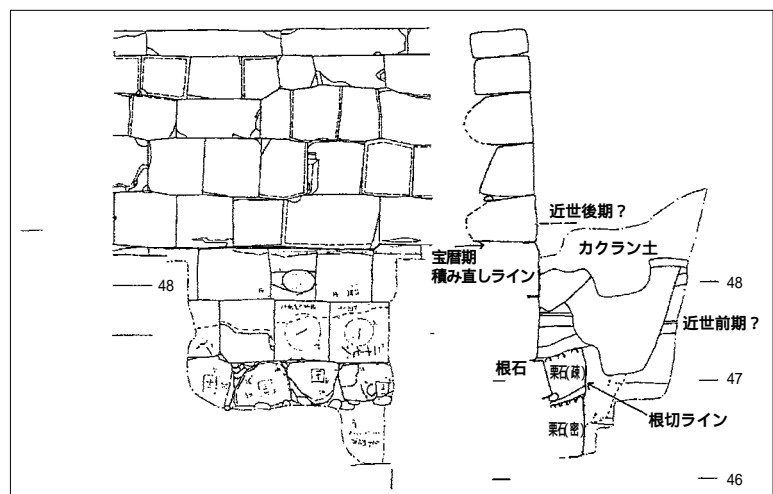 近世後期？
カクラン土
宝暦期
積み直しライン
48
48
近世前期？
根石
栗石(疎)
47
根切ライン
栗石(密)
46